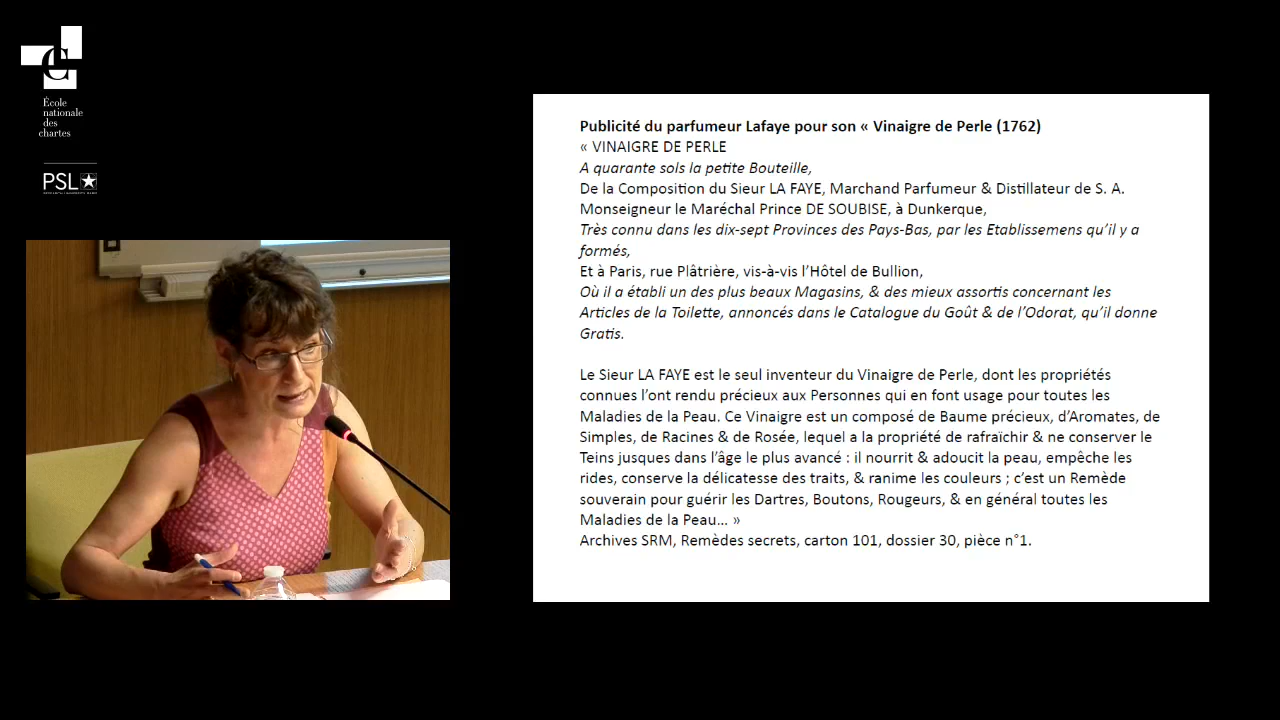 École
nationale
des
chartes
PSL
Publicité du parfumeur Lafaye pour son « Vinaigre de Perle (1762)
« VINAIGRE DE PERLE
A quarante sols la petite Bouteille,
De la Composition du Sieur LA FAYE, Marchand Parfumeur & Distillateur de S. A.
Monseigneur le Maréchal Prince DE SOUBISE, à Dunkerque,
Très connu dans les dix-sept Provinces des Pays-Bas, par les Etablissemens qu’il y a
formés,
Et à Paris, rue Plâtrière, vis-à-vis l’Hôtel de Bullion,
Où il a établi un des plus beaux Magasins, & des mieux assortis concernant les
Articles de la Toilette, annoncés dans le Catalogue du Goût & de l’Odorat, qu’il donne
Gratis.
Le Sieur LA FAYE est le seul inventeur du Vinaigre de Perle, dont les propriétés
connues l’ont rendu précieux aux Personnes qui en font usage pour toutes les
Maladies de la Peau. Ce Vinaigre est un composé de Baume précieux, d’Aromates, de
Simples, de Racines & de Rosée, lequel a la propriété de rafraîchir & ne conserver le
Teins jusques dans l’âge le plus avancé : il nourrit & adoucit la peau, empêche les
rides, conserve la délicatesse des traits, & ranime les couleurs ; c’est un Remède
souverain pour guérir les Dartres, Boutons, Rougeurs, & en général toutes les
Maladies de la Peau… »
Archives SRM, Remèdes secrets, carton 101, dossier 30, pièce n°1.